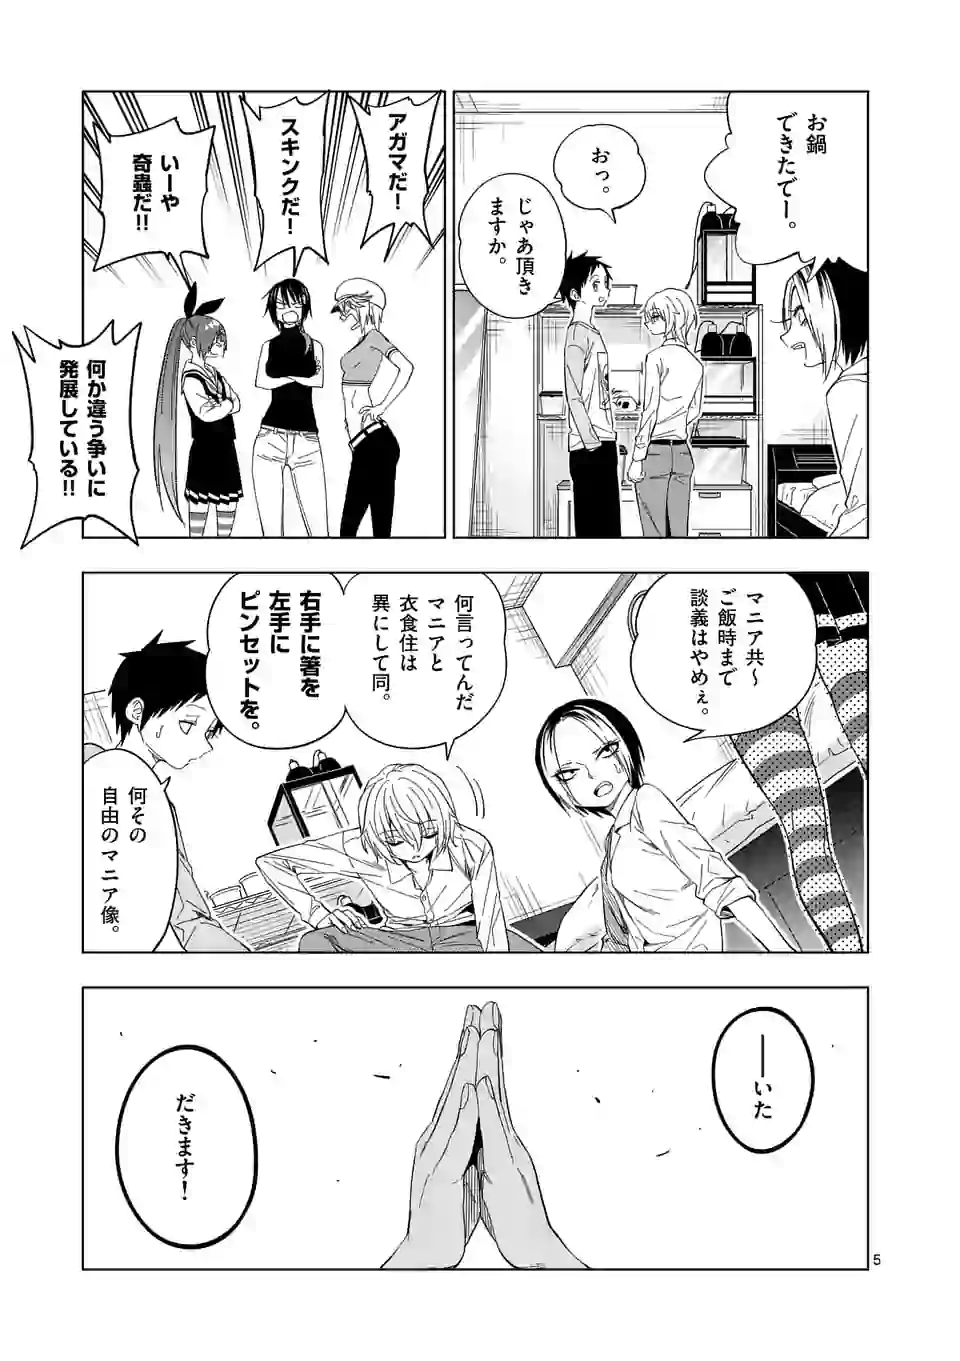 お鍋
できたでー。
おっ。
じゃあ頂き
ますか。
アガマだ！
スキンクだ！
いーや
奇蟲だ!!
何か違う争いに
発展している!!
マニア共〜
ご飯時まで
談義はやめぇ。
何言ってんだ
マニアと
衣食住は
異にして同。
右手に箸を
左手に
ピンセットを。
何その
自由のマニア像。
──いた
だきます！
5